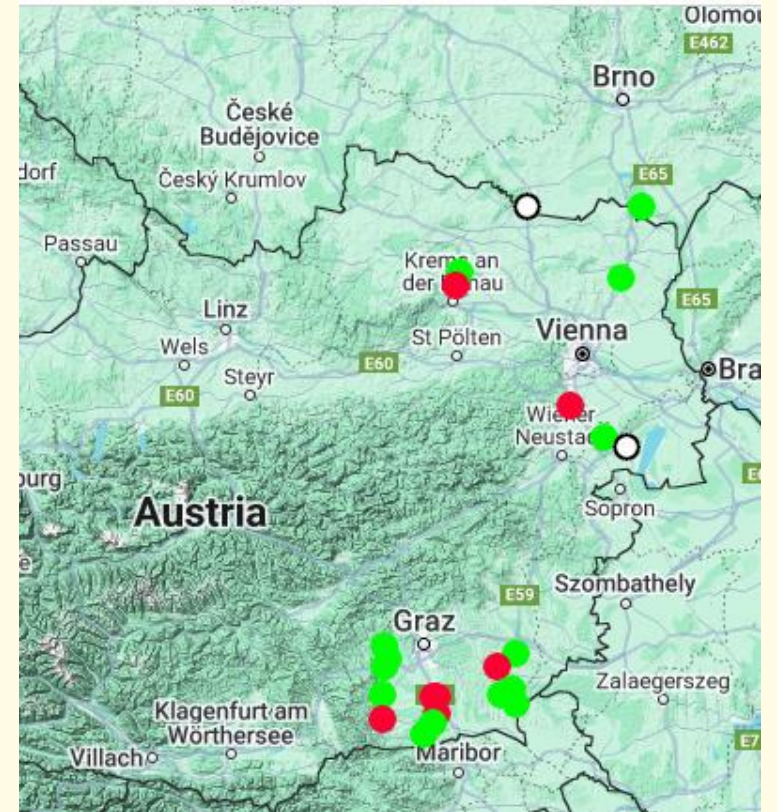 Olomou
E462
Brno
České
Budějovice
E65
dorf
Český Krumlov
Passau
Krems an
der Donau
E65
Linz
Vienna
St Pölten
Wels
E60
Bra
Steyr
E60
Wiener
Neustadt
burg
Austria
Sopron
E59
Szombathely
Graz
Zalaegerszeg
Klagenfurt am
Wörthersee
E7
Villach
Maribor